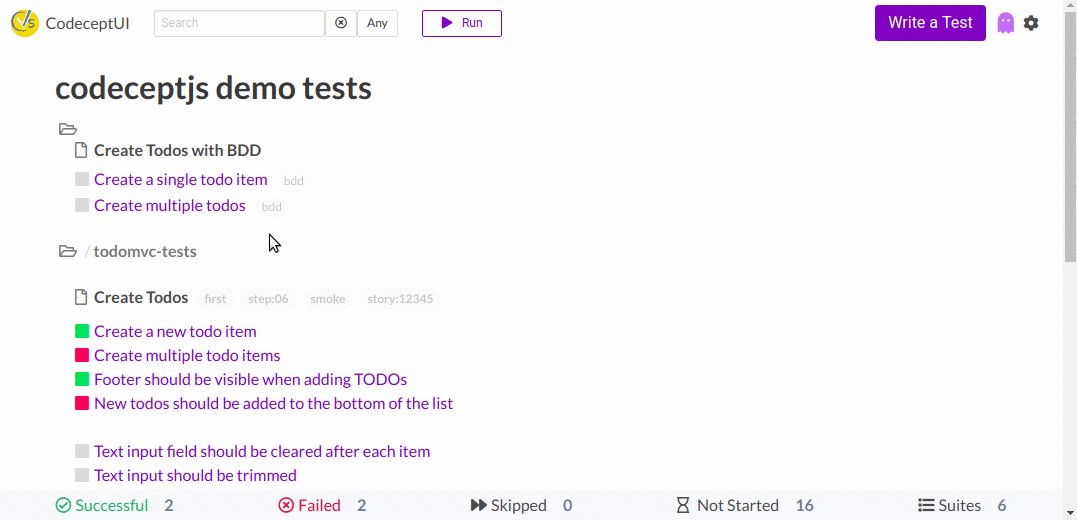 CodeceptUI Search Any Run Write a Test
codeceptjs demo tests
Create Todos with BDD
Create a single todo item bdd
Create multiple todos bdd
/ todomvc-tests
Create Todos first step:06 smoke story:12345
Create a new todo item
Create multiple todo items
Footer should be visible when adding TODOs
New todos should be added to the bottom of the list
Text input field should be cleared after each item
Text input should be trimmed
Successful 2 Failed 2 Skipped 0 Not Started 16 Suites 6